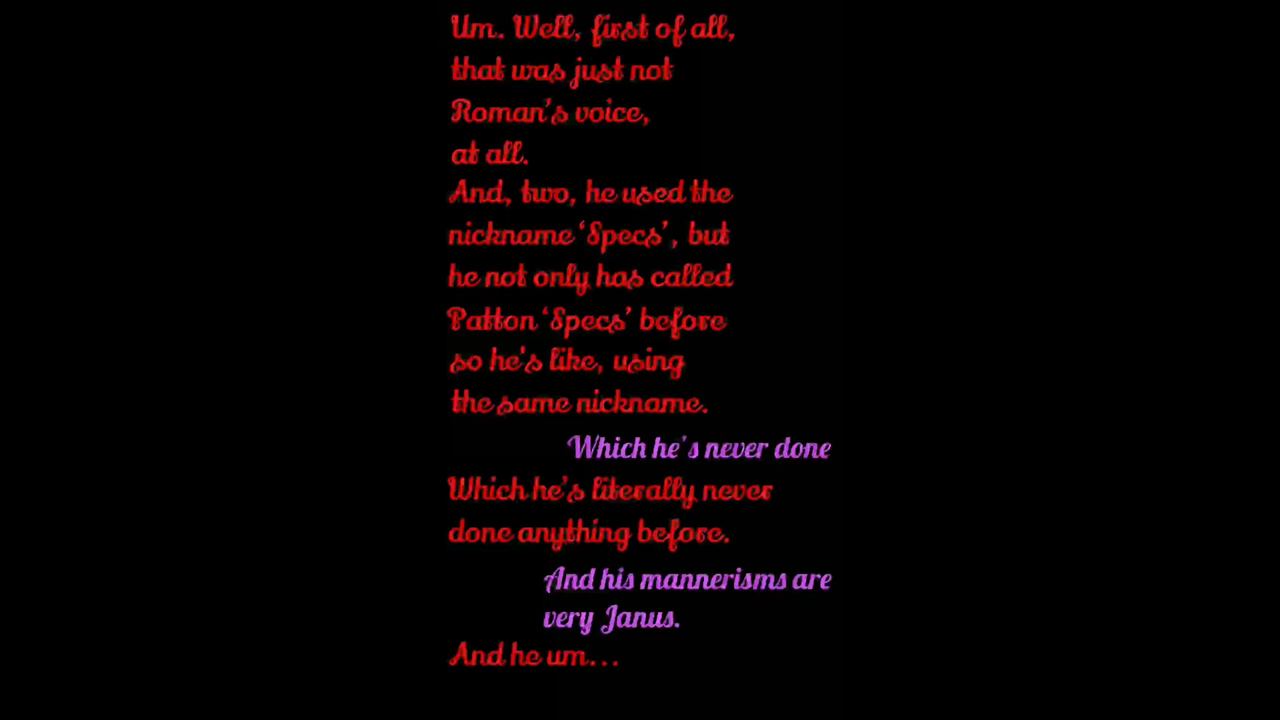 Um. Well, first of all,
that was just not
Roman's voice,
at all.
And, two, he used the
nickname 'Specs', but
he not only has called
Patton 'Specs' before
so he's like, using
the same nickname.
Which he's never done
Which he's literally never
done anything before.
And his mannerisms are
very Janus.
And he um...